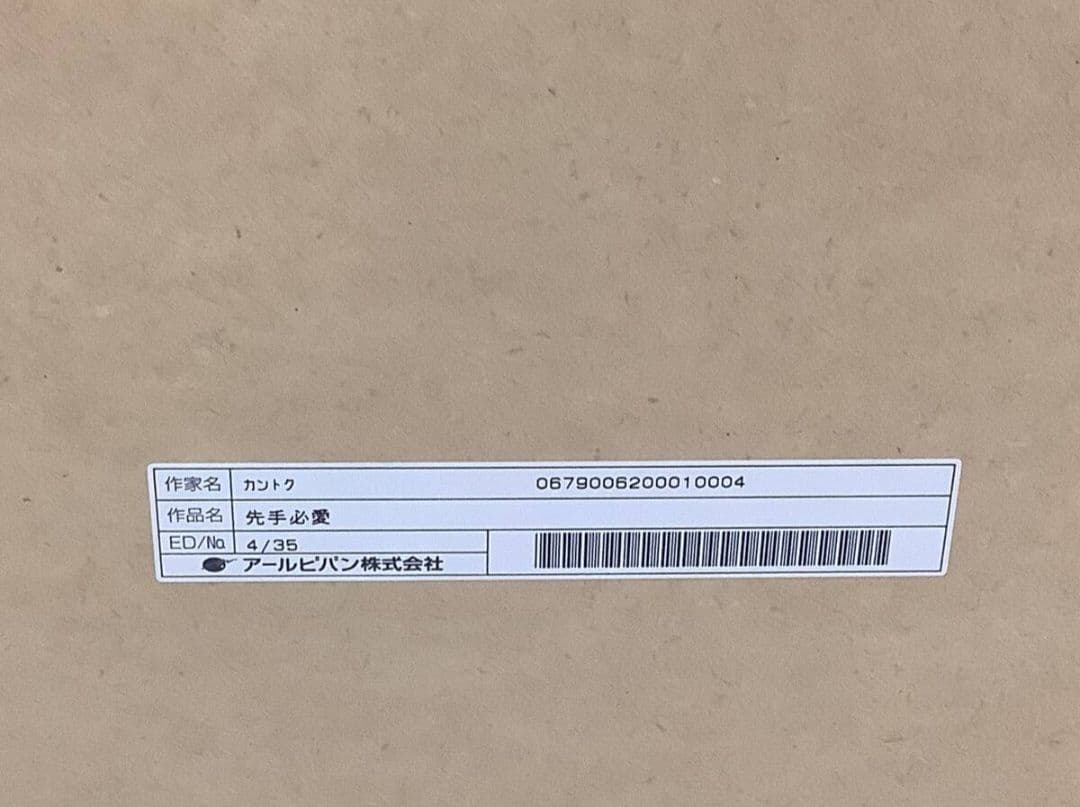 作家名 カントク 0679006200010004
作品名 先手必愛
ED/No. 4/35
アールビバン株式会社